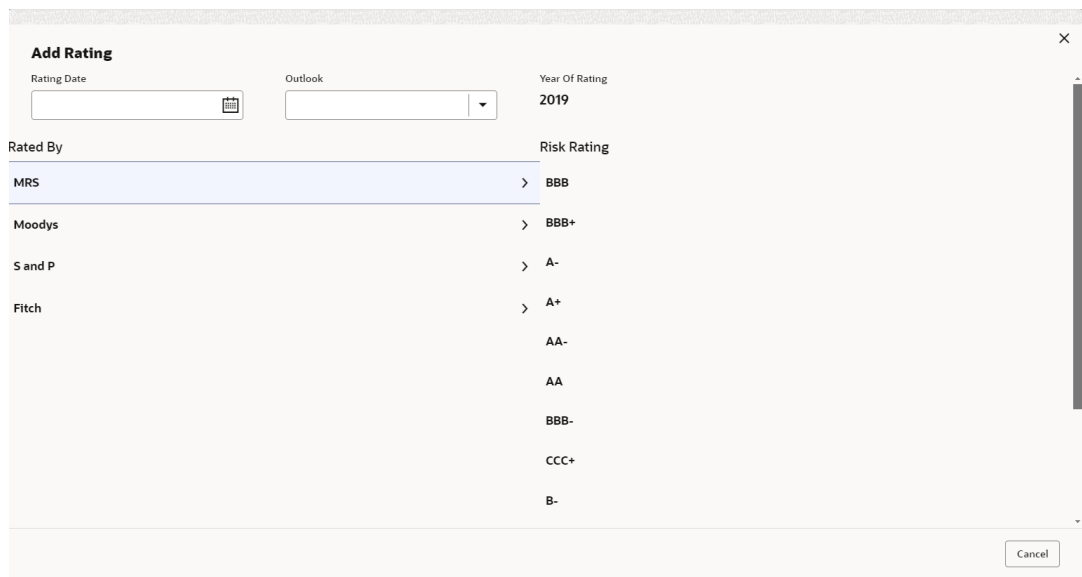 Add Rating
Rating Date
Outlook
Year Of Rating
2019
Rated By
Risk Rating
MRS
BBB
Moodys
BBB+
S and P
A-
Fitch
A+
AA-
AA
BBB-
CCC+
B-
Cancel